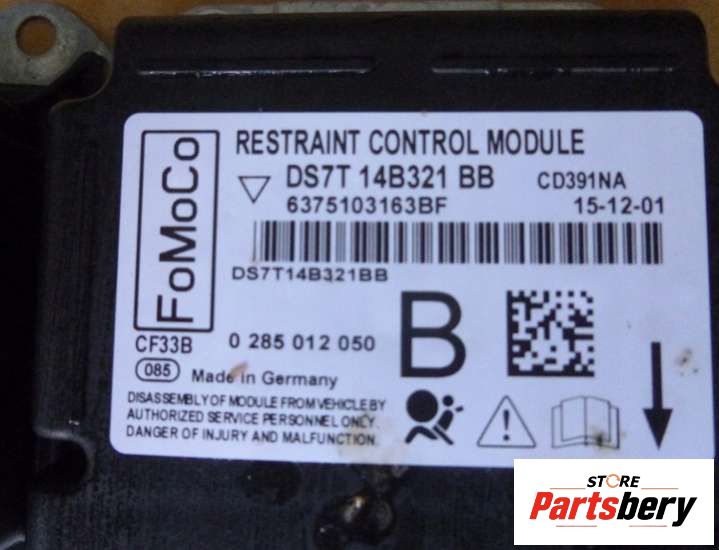 FoMoCo
RESTRAINT CONTROL MODULE
DS7T 14B321 BB CD391NA
6375103163BF 15-12-01
DS7T14B321BB
CF33B 0 285 012 050 B
085 Made in Germany
DISASSEMBLY OF MODULE FROM VEHICLE BY
AUTHORIZED SERVICE PERSONNEL ONLY.
DANGER OF INJURY AND MALFUNCTION.
STORE
Partsbery